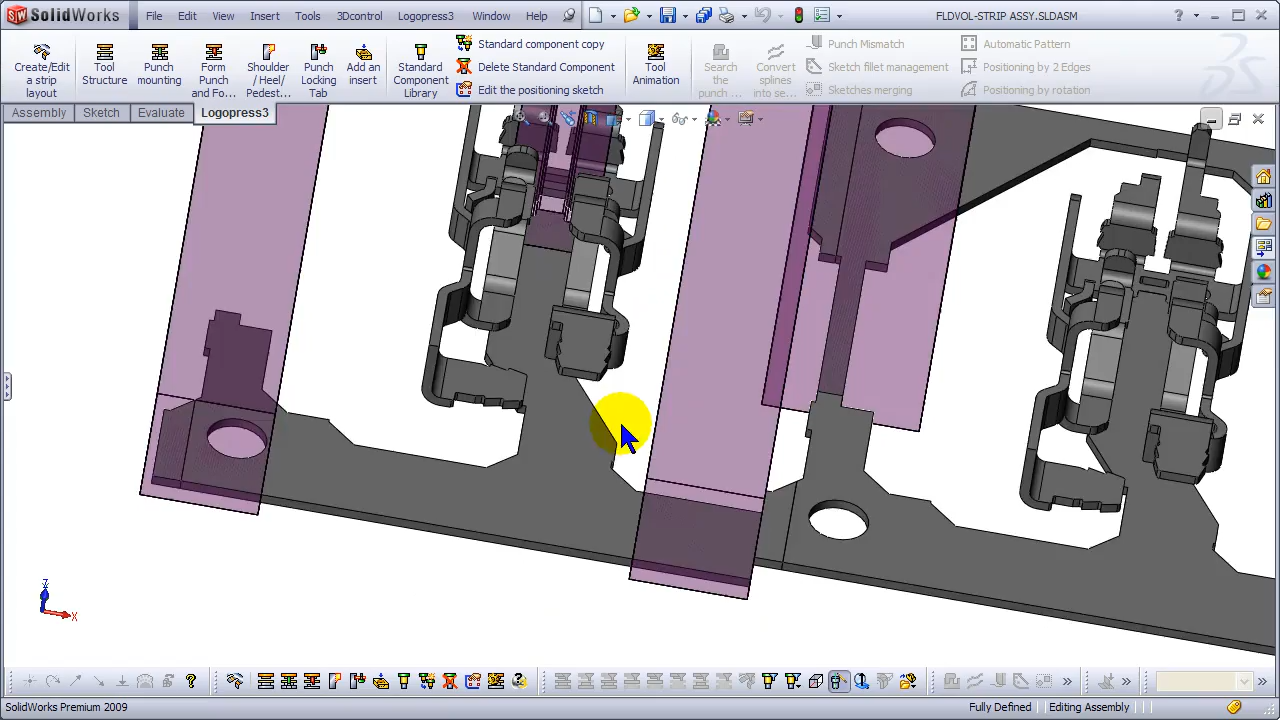 SolidWorks File Edit View Insert Tools 3Dcontrol Logopress3 Window Help FLDVOL-STRIP ASSY.SLDASM
Create/Edit a strip layout
Tool Structure
Punch mounting
Form Punch and Fo...
Shoulder / Heel/ Pedest...
Punch Locking Tab
Add an insert
Standard Component Library
Standard component copy
Delete Standard Component
Edit the positioning sketch
Tool Animation
Search the punch ...
Convert splines into se...
Punch Mismatch
Sketch fillet management
Sketches merging
Automatic Pattern
Positioning by 2 Edges
Positioning by rotation
Assembly Sketch Evaluate Logopress3
Z
X
SolidWorks Premium 2009 Fully Defined Editing Assembly